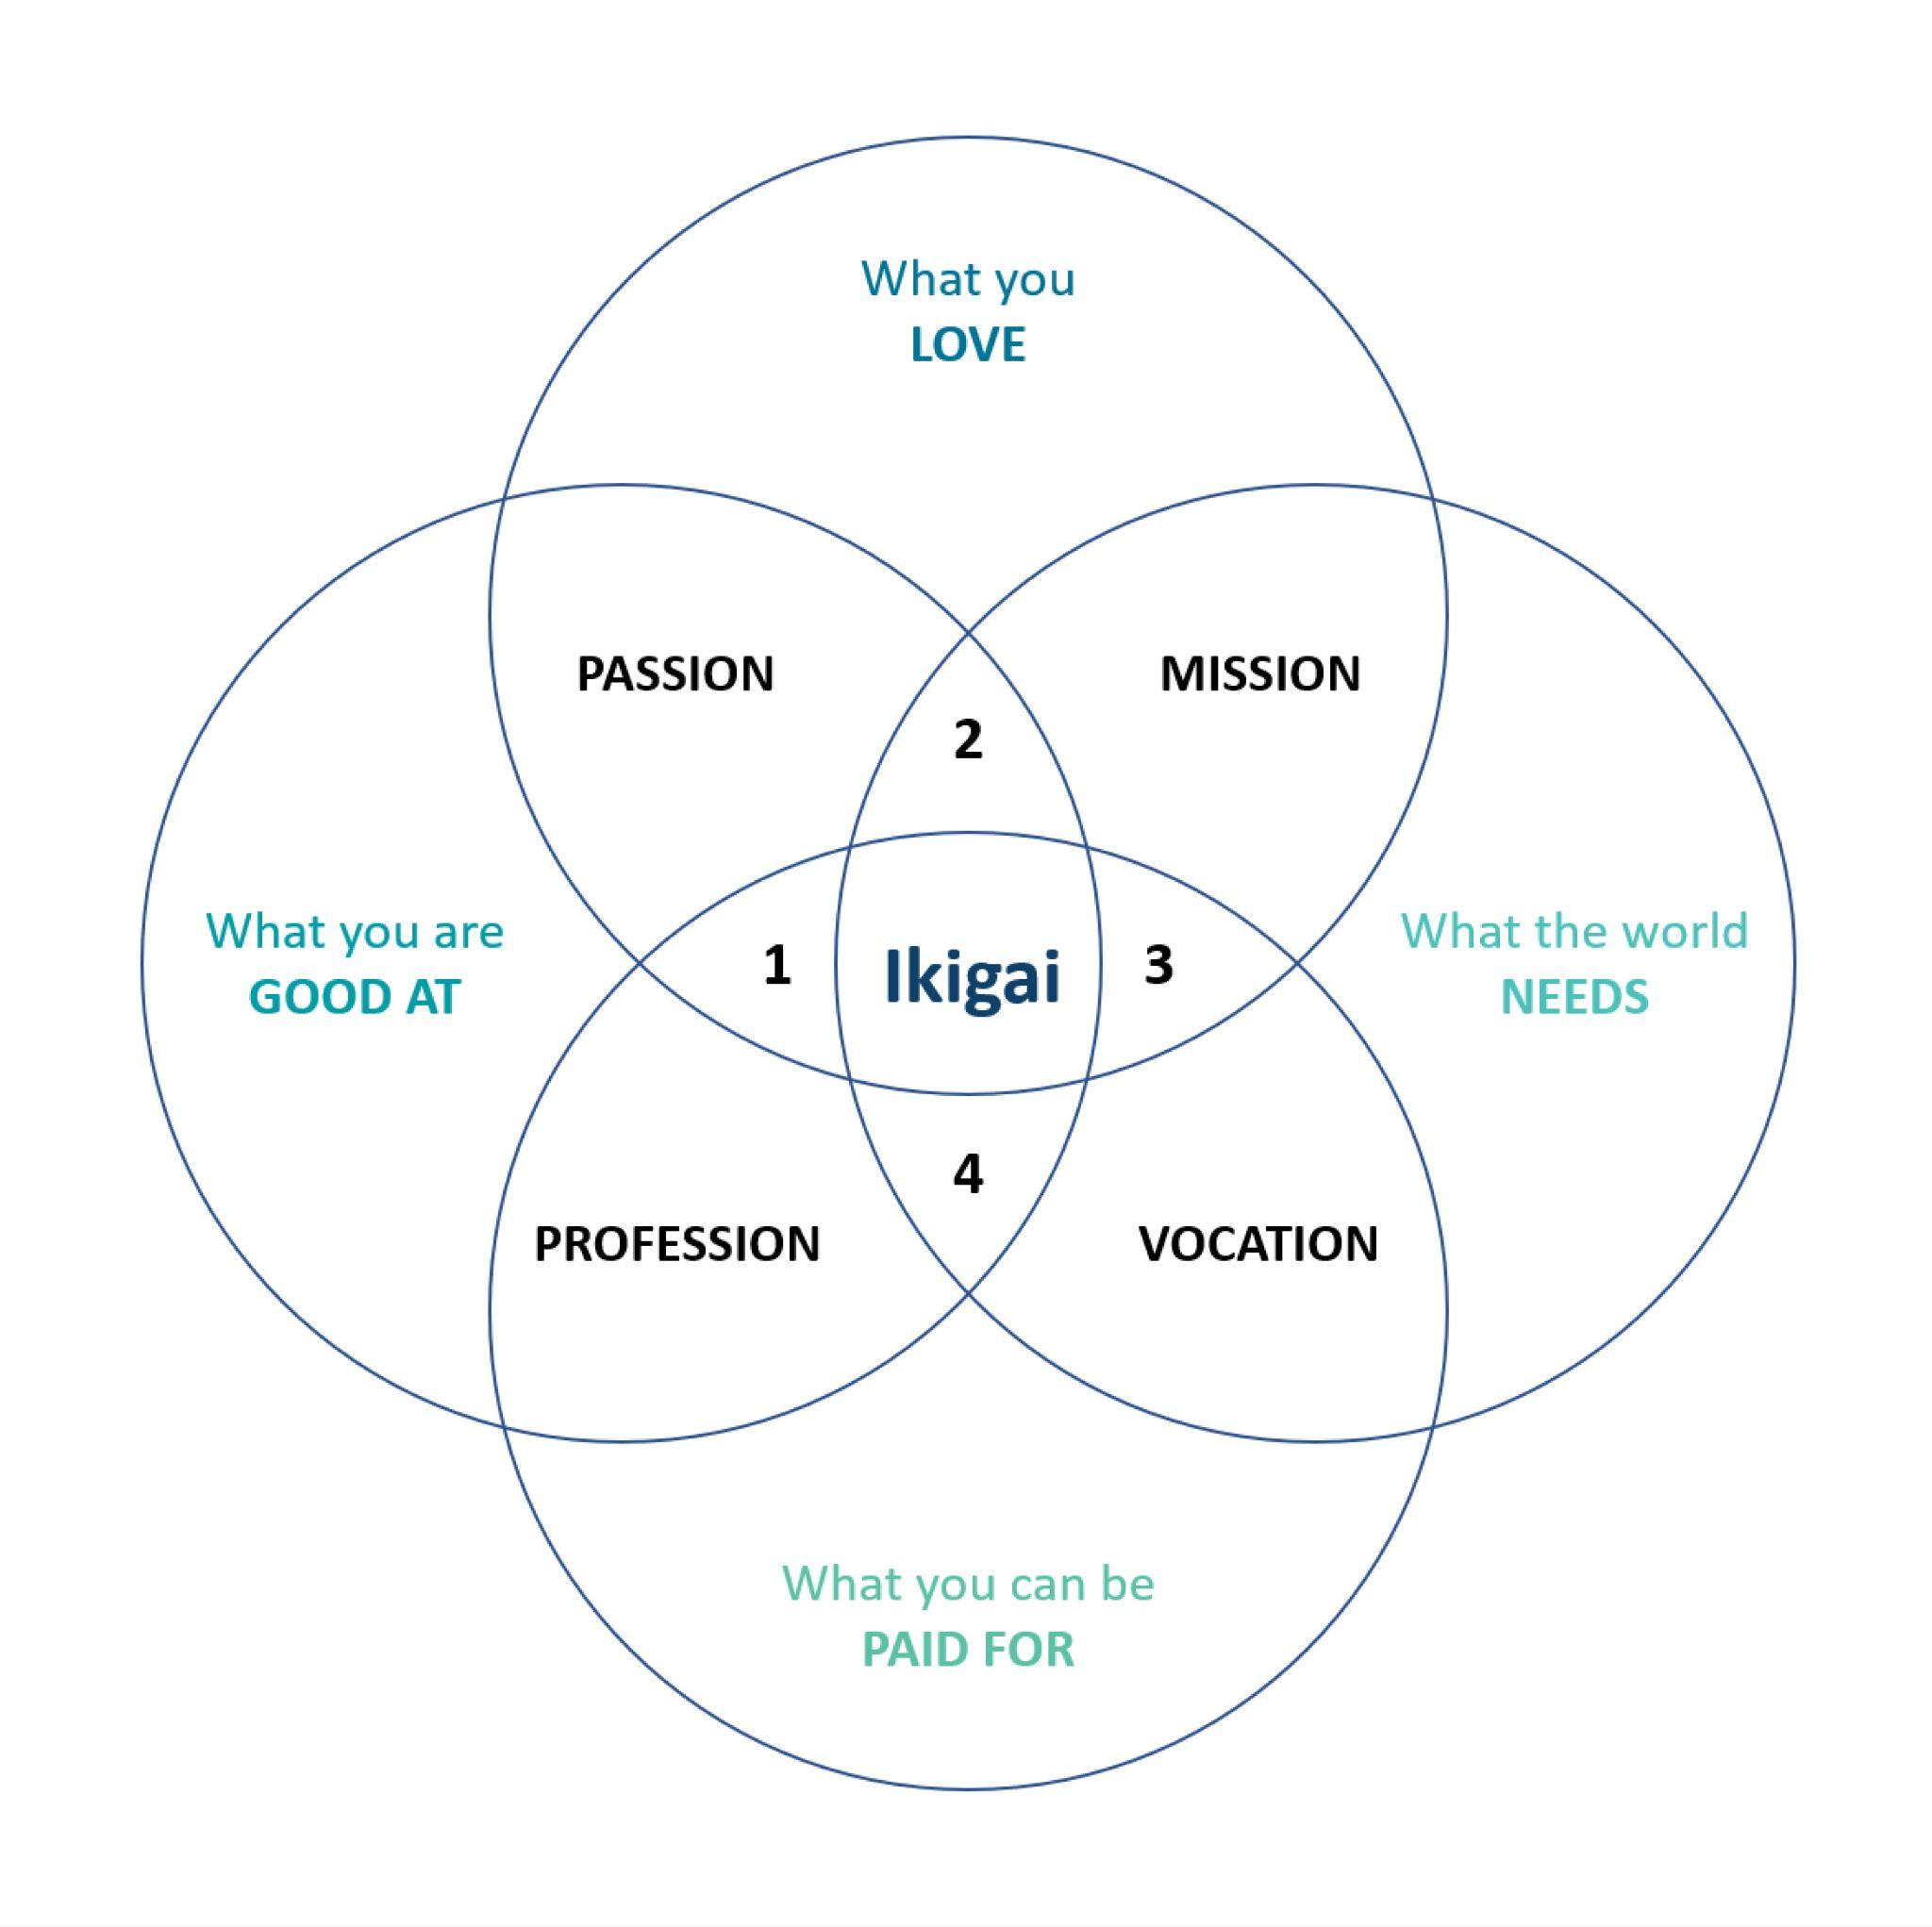 What you
LOVE
PASSION
MISSION
2
What you are
GOOD AT
1
Ikigai
3
What the world
NEEDS
4
PROFESSION
VOCATION
What you can be
PAID FOR